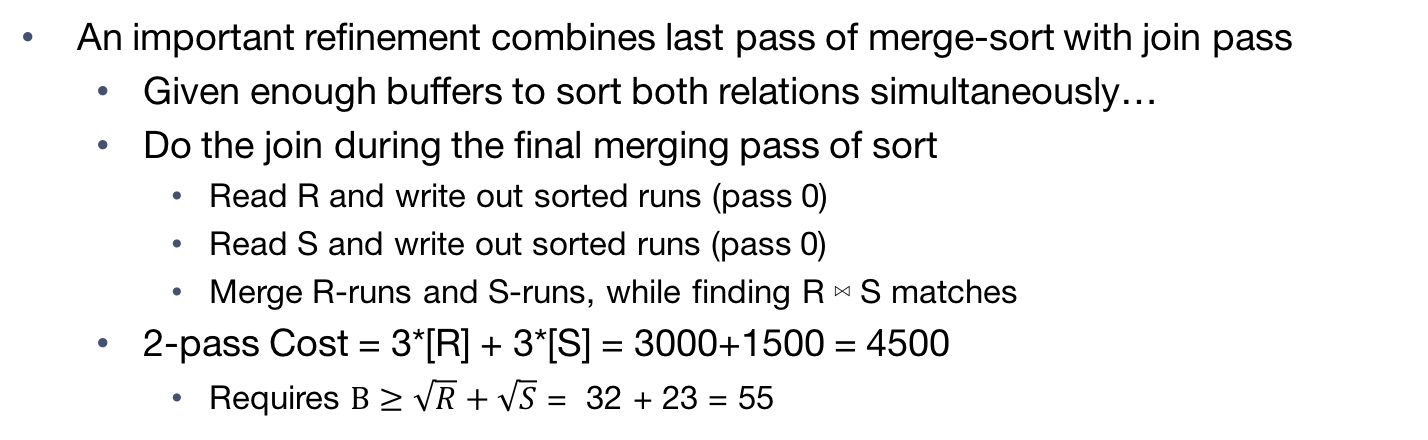 • An important refinement combines last pass of merge-sort with join pass
• Given enough buffers to sort both relations simultaneously…
• Do the join during the final merging pass of sort
• Read R and write out sorted runs (pass 0)
• Read S and write out sorted runs (pass 0)
• Merge R-runs and S-runs, while finding R ⋈ S matches
• 2-pass Cost = 3*[R] + 3*[S] = 3000+1500 = 4500
• Requires B ≥ √R + √S = 32 + 23 = 55